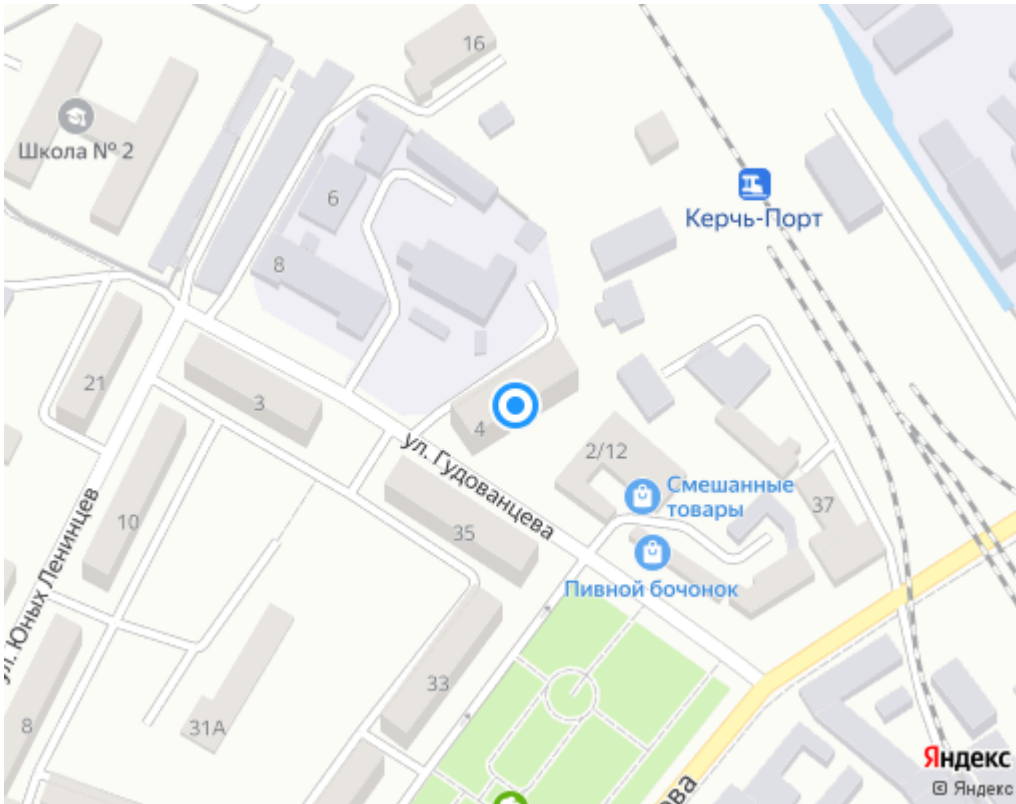 16
Школа № 2
6
Керчь-Порт
8
21
3
4
ул. Гудованцева
2/12
Смешанные
товары
37
10
35
Пивной бочонок
ул. Юных Ленинцев
33
31А
8
Яндекс
© Яндекс